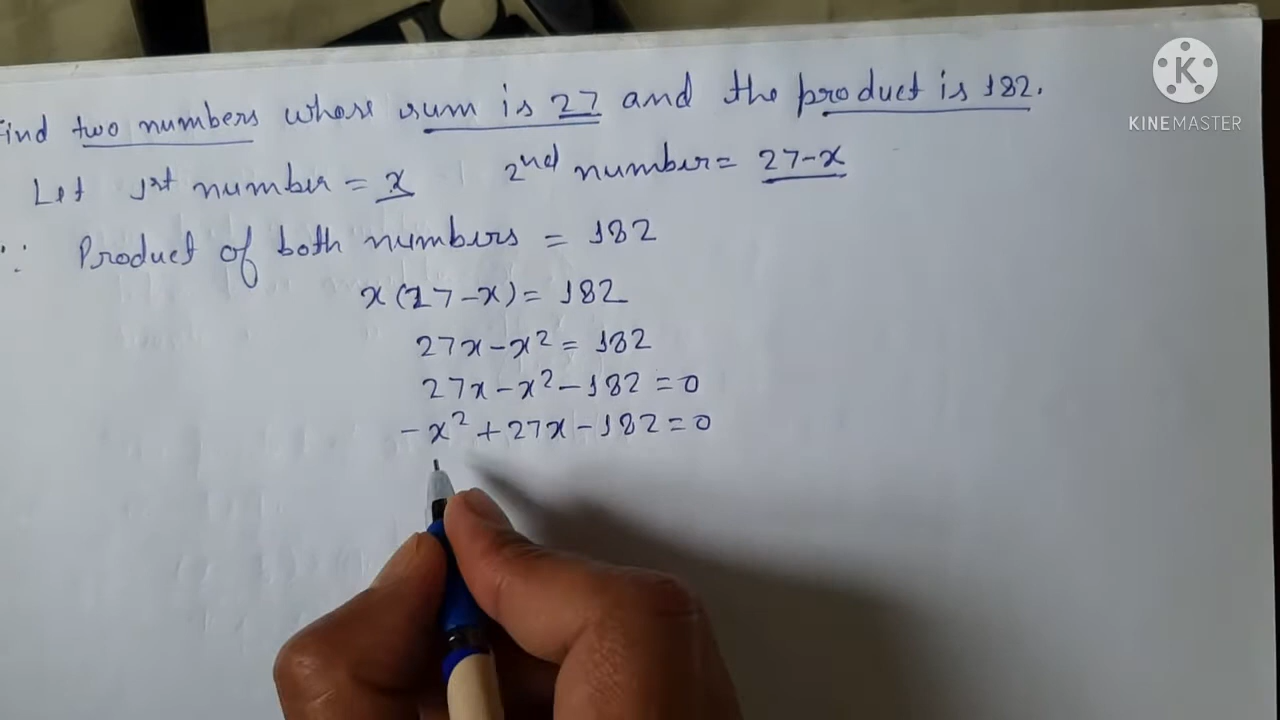 Find two numbers whose sum is 27 and the product is 182.
Let 1st number = x 2nd number = 27-x
∵ Product of both numbers = 182
x(27-x) = 182
27x-x² = 182
27x-x²-182 = 0
-x²+27x-182 = 0
K
KINEMASTER